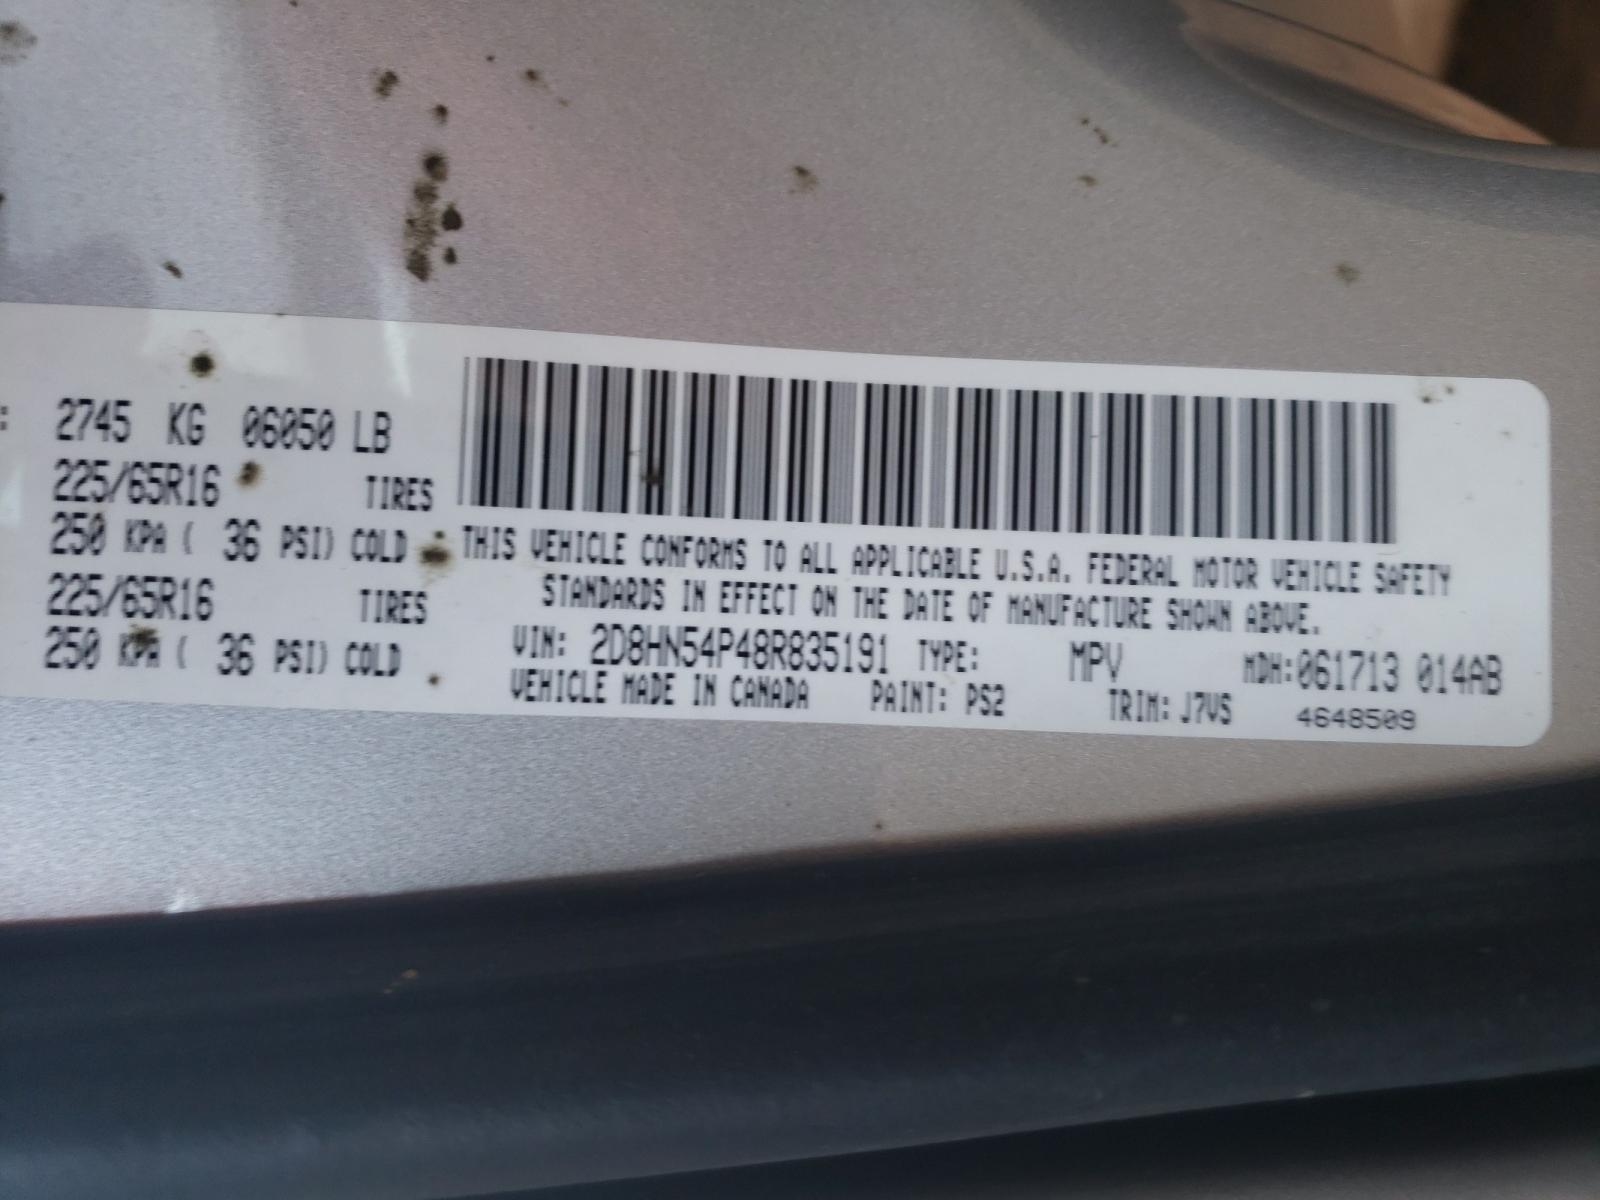 : 2745 KG 06050 LB
225/65R16 TIRES
250 KPA ( 36 PSI) COLD
225/65R16 TIRES
250 KPA ( 36 PSI) COLD
THIS VEHICLE CONFORMS TO ALL APPLICABLE U.S.A. FEDERAL MOTOR VEHICLE SAFETY
STANDARDS IN EFFECT ON THE DATE OF MANUFACTURE SHOWN ABOVE.
VIN: 2D8HN54P48R835191 TYPE: MPV MDH:061713 014AB
VEHICLE MADE IN CANADA PAINT: PS2 TRIM: J7VS 4648509